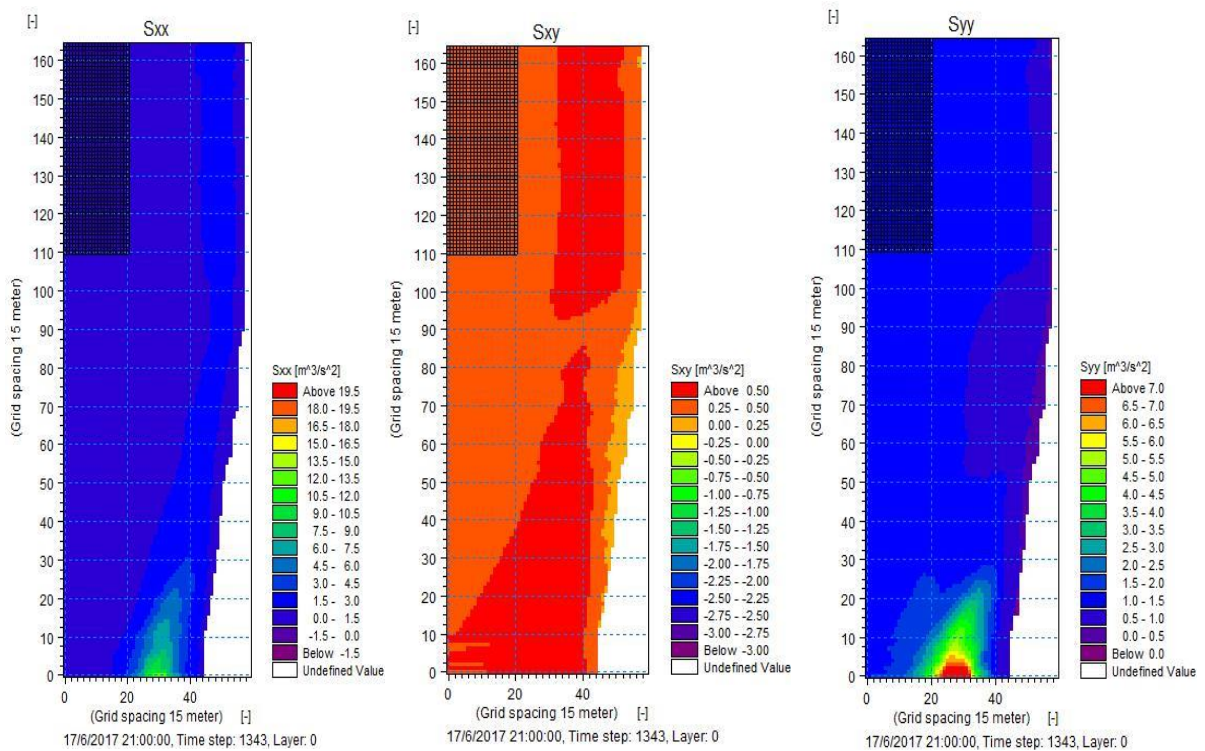 [-]
Sxx
160
150
140
130
120
110
100
90
80
70
60
50
40
30
20
10
0
(Grid spacing 15 meter)
0 20 40
(Grid spacing 15 meter) [-]
17/6/2017 21:00:00, Time step: 1343, Layer: 0
Sxx [m^3/s^2]
Above 19.5
18.0 - 19.5
16.5 - 18.0
15.0 - 16.5
13.5 - 15.0
12.0 - 13.5
10.5 - 12.0
9.0 - 10.5
7.5 - 9.0
6.0 - 7.5
4.5 - 6.0
3.0 - 4.5
1.5 - 3.0
0.0 - 1.5
-1.5 - 0.0
Below -1.5
Undefined Value
[-]
Sxy
160
150
140
130
120
110
100
90
80
70
60
50
40
30
20
10
0
(Grid spacing 15 meter)
0 20 40
(Grid spacing 15 meter) [-]
17/6/2017 21:00:00, Time step: 1343, Layer: 0
Sxy [m^3/s^2]
Above 0.50
0.25 - 0.50
0.00 - 0.25
-0.25 - 0.00
-0.50 - -0.25
-0.75 - -0.50
-1.00 - -0.75
-1.25 - -1.00
-1.50 - -1.25
-1.75 - -1.50
-2.00 - -1.75
-2.25 - -2.00
-2.50 - -2.25
-2.75 - -2.50
-3.00 - -2.75
Below -3.00
Undefined Value
[-]
Syy
160
150
140
130
120
110
100
90
80
70
60
50
40
30
20
10
0
(Grid spacing 15 meter)
0 20 40
(Grid spacing 15 meter) [-]
17/6/2017 21:00:00, Time step: 1343, Layer: 0
Syy [m^3/s^2]
Above 7.0
6.5 - 7.0
6.0 - 6.5
5.5 - 6.0
5.0 - 5.5
4.5 - 5.0
4.0 - 4.5
3.5 - 4.0
3.0 - 3.5
2.5 - 3.0
2.0 - 2.5
1.5 - 2.0
1.0 - 1.5
0.5 - 1.0
0.0 - 0.5
Below 0.0
Undefined Value